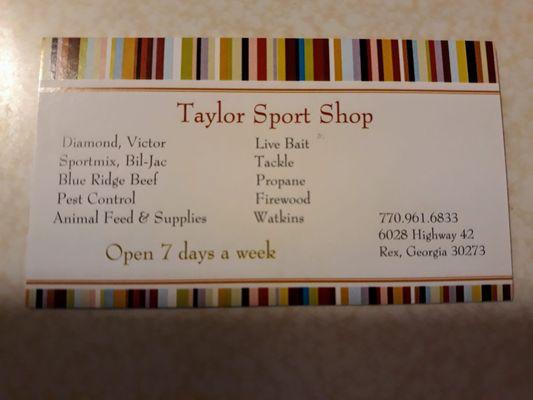 Taylor Sport Shop
Diamond, Victor
Sportmix, Bil-Jac
Blue Ridge Beef
Pest Control
Animal Feed & Supplies
Live Bait
Tackle
Propane
Firewood
Watkins
Open 7 days a week
770.961.6833
6028 Highway 42
Rex, Georgia 30273